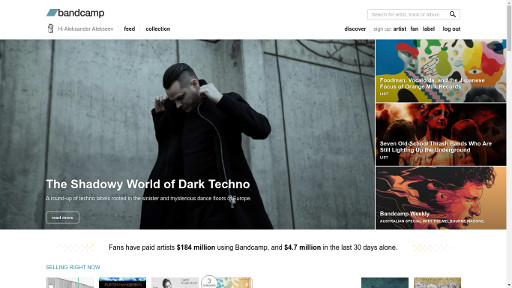 bandcamp
Search for artist, track or album
Hi Aleksander Alekseev feed collection
discover sign up: artist fan label log out
The Shadowy World of Dark Techno
A round-up of techno labels rooted in the sinister and mysterious dance floors of Europe.
read more
Foodman, Vocaloids, and the Japanese
Focus of Orange Milk Records
LIST
Seven Old-School Thrash Bands Who Are
Still Lighting Up the Underground
LIST
Bandcamp Weekly
Fans have paid artists $184 million using Bandcamp, and $4.7 million in the last 30 days alone.
SELLING RIGHT NOW